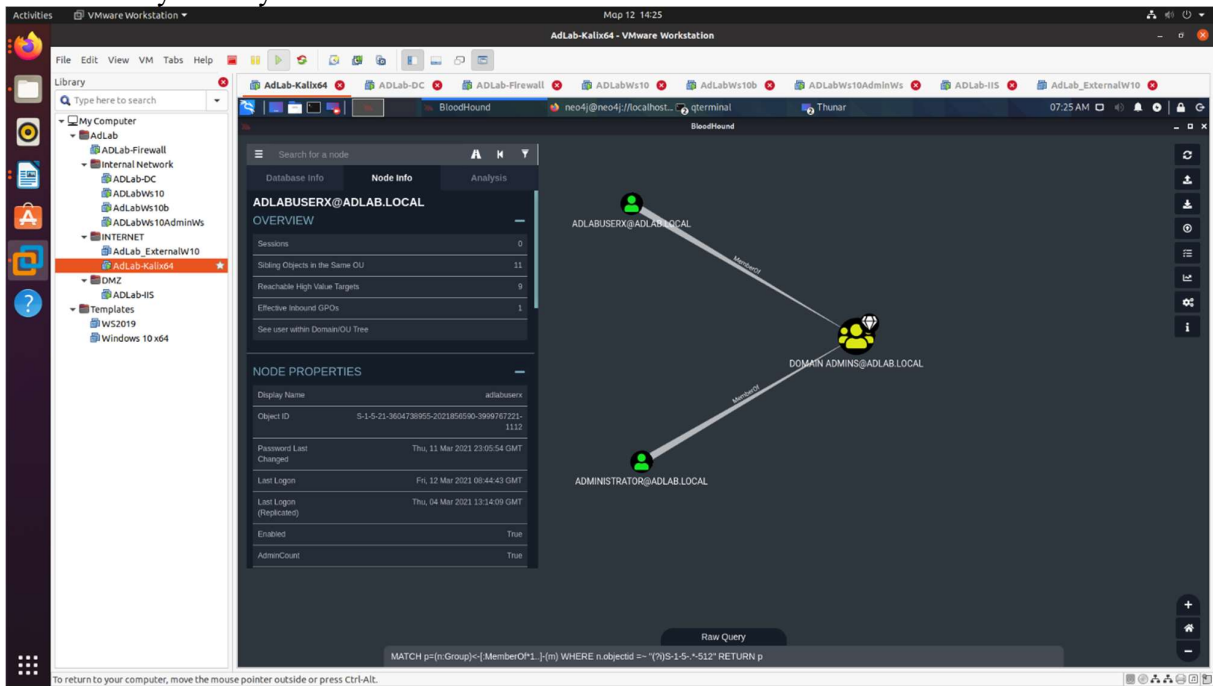 Activities
VMware Workstation
Μαρ 12 14:25
AdLab-Kalix64 - VMware Workstation
File Edit View VM Tabs Help
Library
Type here to search
My Computer
AdLab
ADLab-Firewall
Internal Network
ADLab-DC
ADLabWs10
AdLabWs10b
ADLabWs10AdminWs
INTERNET
AdLab_ExternalW10
AdLab-Kalix64
DMZ
ADLab-IIS
Templates
WS2019
Windows 10 x64
AdLab-Kalix64
ADLab-DC
ADLab-Firewall
ADLabWs10
AdLabWs10b
ADLabWs10AdminWs
ADLab-IIS
AdLab_ExternalW10
BloodHound
neo4j@neo4j://localhost...
qterminal
Thunar
07:25 AM
BloodHound
Search for a node
Database Info
Node Info
Analysis
ADLABUSERX@ADLAB.LOCAL
OVERVIEW
Sessions 0
Sibling Objects in the Same OU 11
Reachable High Value Targets 9
Effective Inbound GPOs 1
See user within Domain/OU Tree
NODE PROPERTIES
Display Name adlabuserx
Object ID S-1-5-21-3604738955-2021856590-3999767221-
1112
Password Last Changed Thu, 11 Mar 2021 23:05:54 GMT
Last Logon Fri, 12 Mar 2021 08:44:43 GMT
Last Logon (Replicated) Thu, 04 Mar 2021 13:14:09 GMT
Enabled True
AdminCount True
ADLABUSERX@ADLAB.LOCAL
MemberOf
DOMAIN ADMINS@ADLAB.LOCAL
MemberOf
ADMINISTRATOR@ADLAB.LOCAL
Raw Query
MATCH p=(n:Group)<-[:MemberOf*1..]-(m) WHERE n.objectid =~ "(?i)S-1-5-.*-512" RETURN p
To return to your computer, move the mouse pointer outside or press Ctrl-Alt.